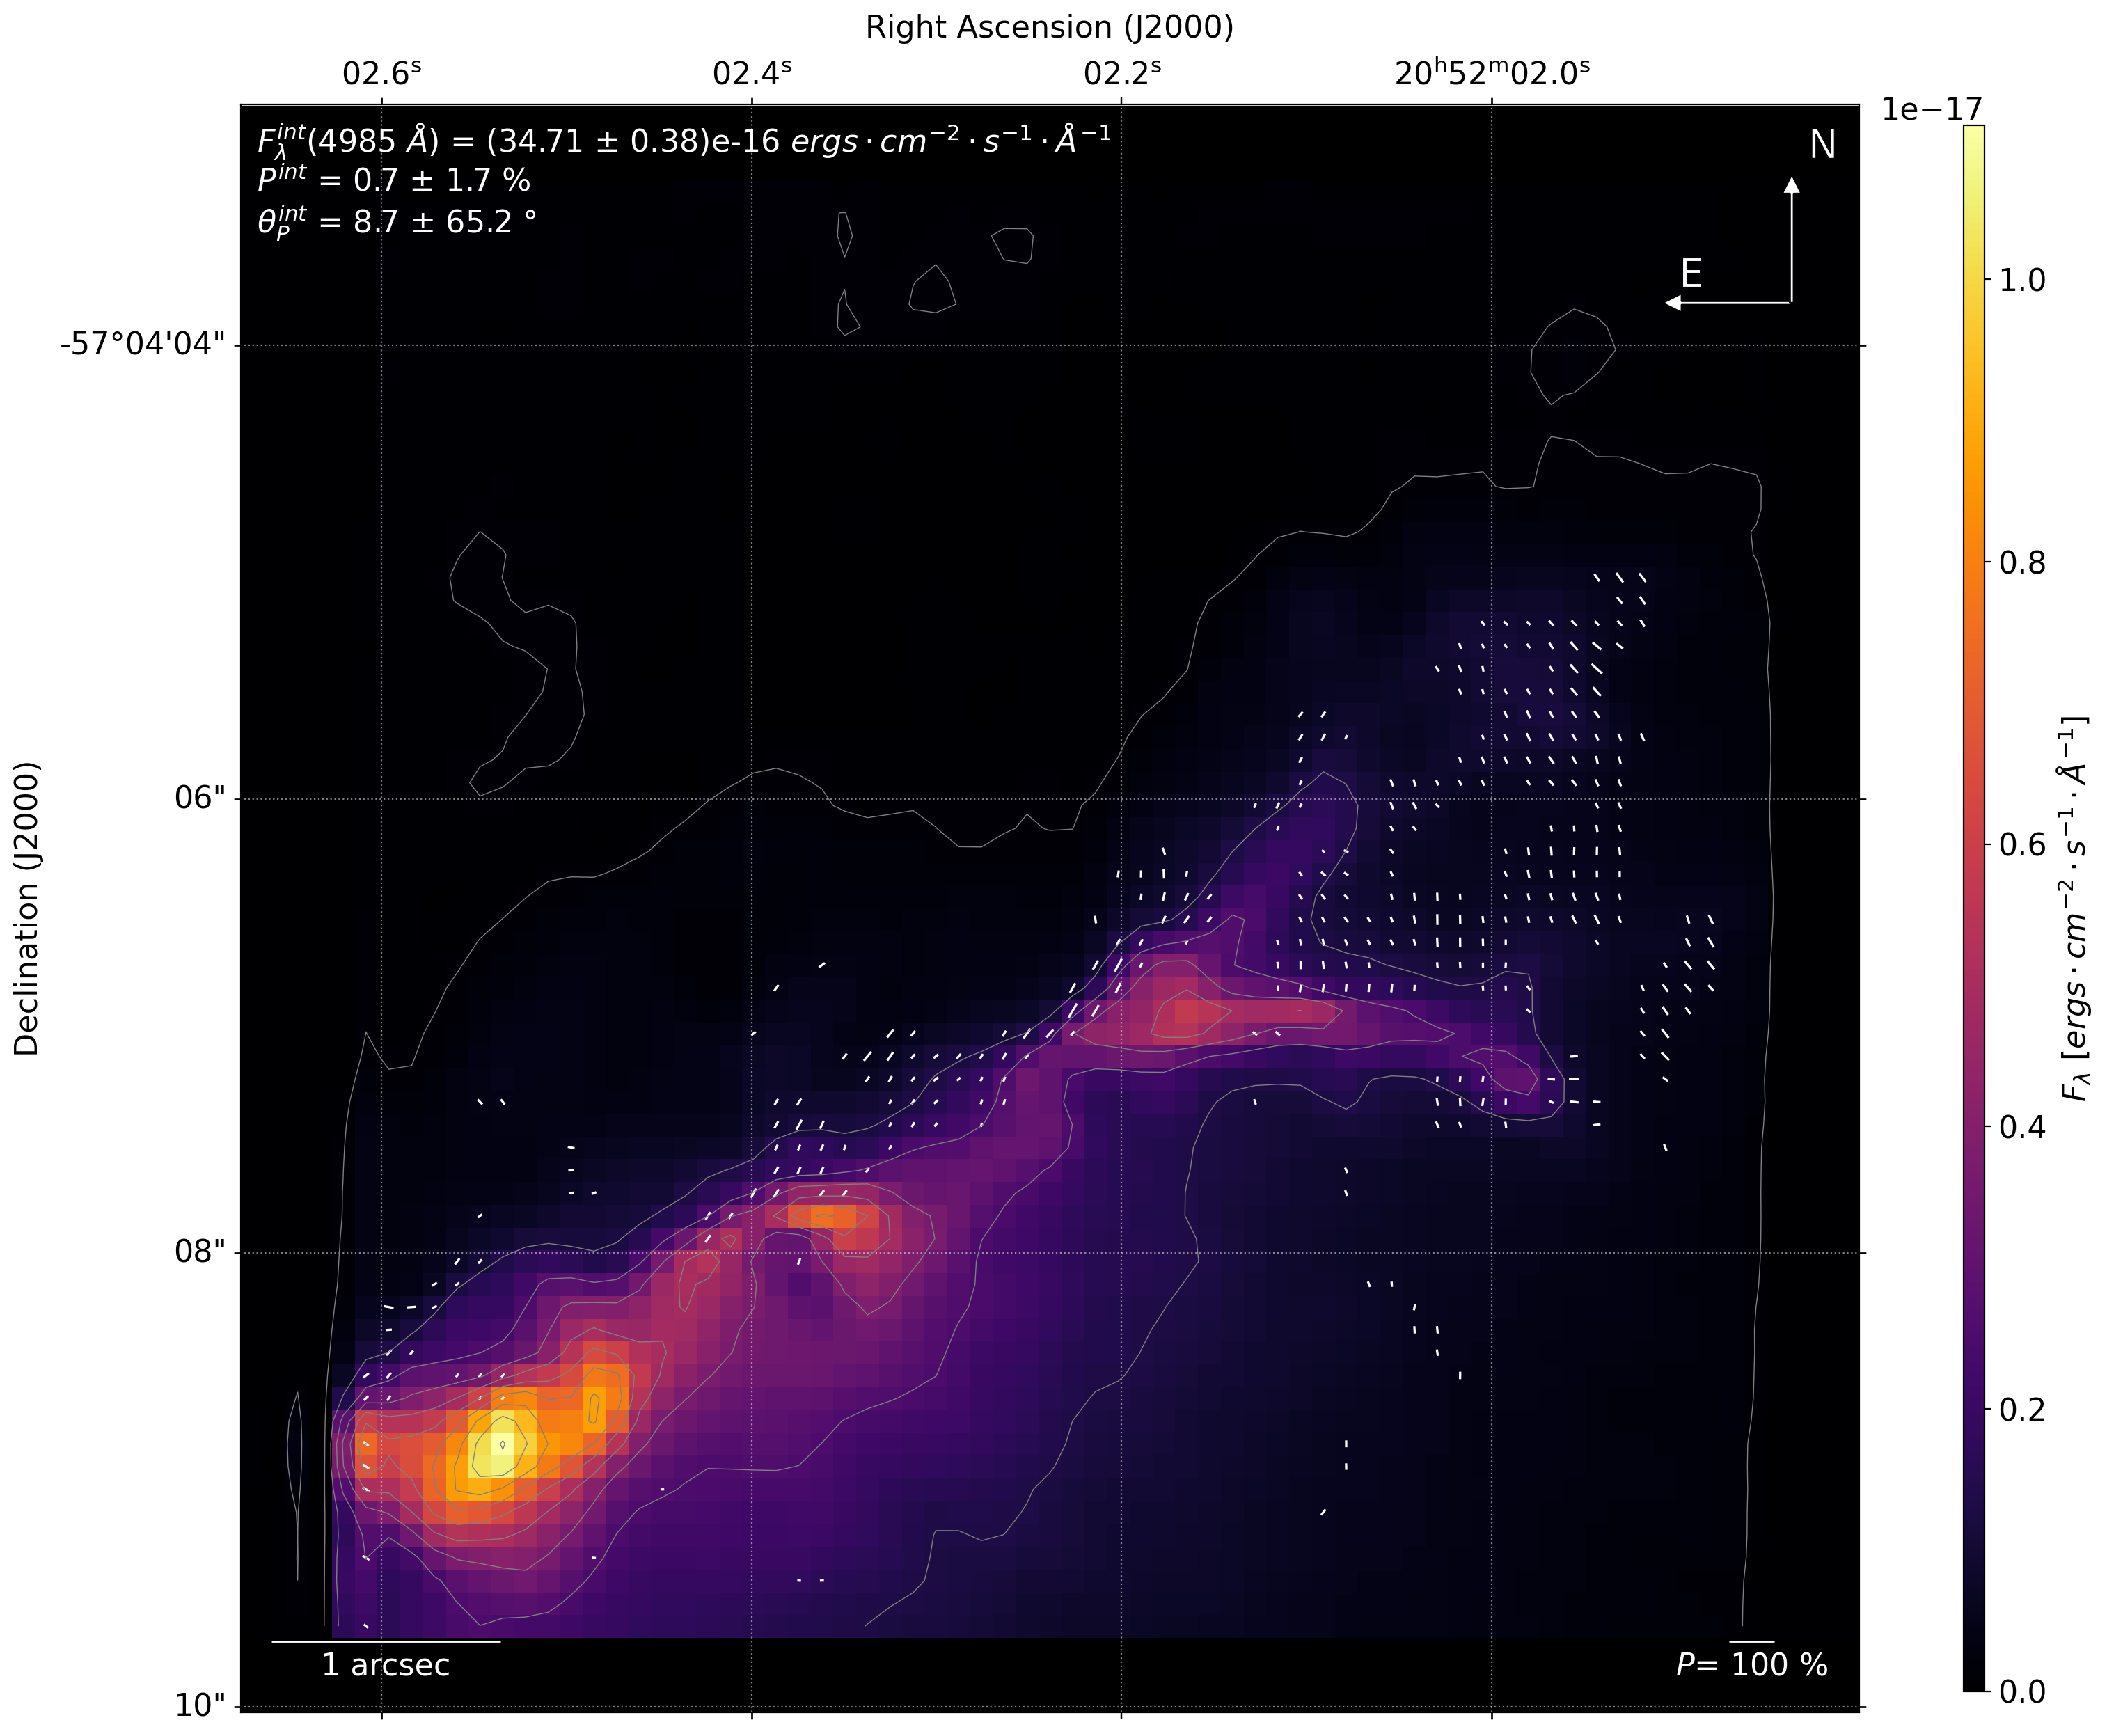 Right Ascension (J2000)
02.6ˢ 02.4ˢ 02.2ˢ 20ʰ52ᵐ02.0ˢ
1e−17
F_λ^int(4985 Å) = (34.71 ± 0.38)e-16 ergs · cm⁻² · s⁻¹ · Å⁻¹
P^int = 0.7 ± 1.7 %
θ_P^int = 8.7 ± 65.2 °
N
E
-57°04'04"
06"
08"
10"
Declination (J2000)
1 arcsec
P= 100 %
1.0
0.8
0.6
0.4
0.2
0.0
F_λ [ergs · cm⁻² · s⁻¹ · Å⁻¹]